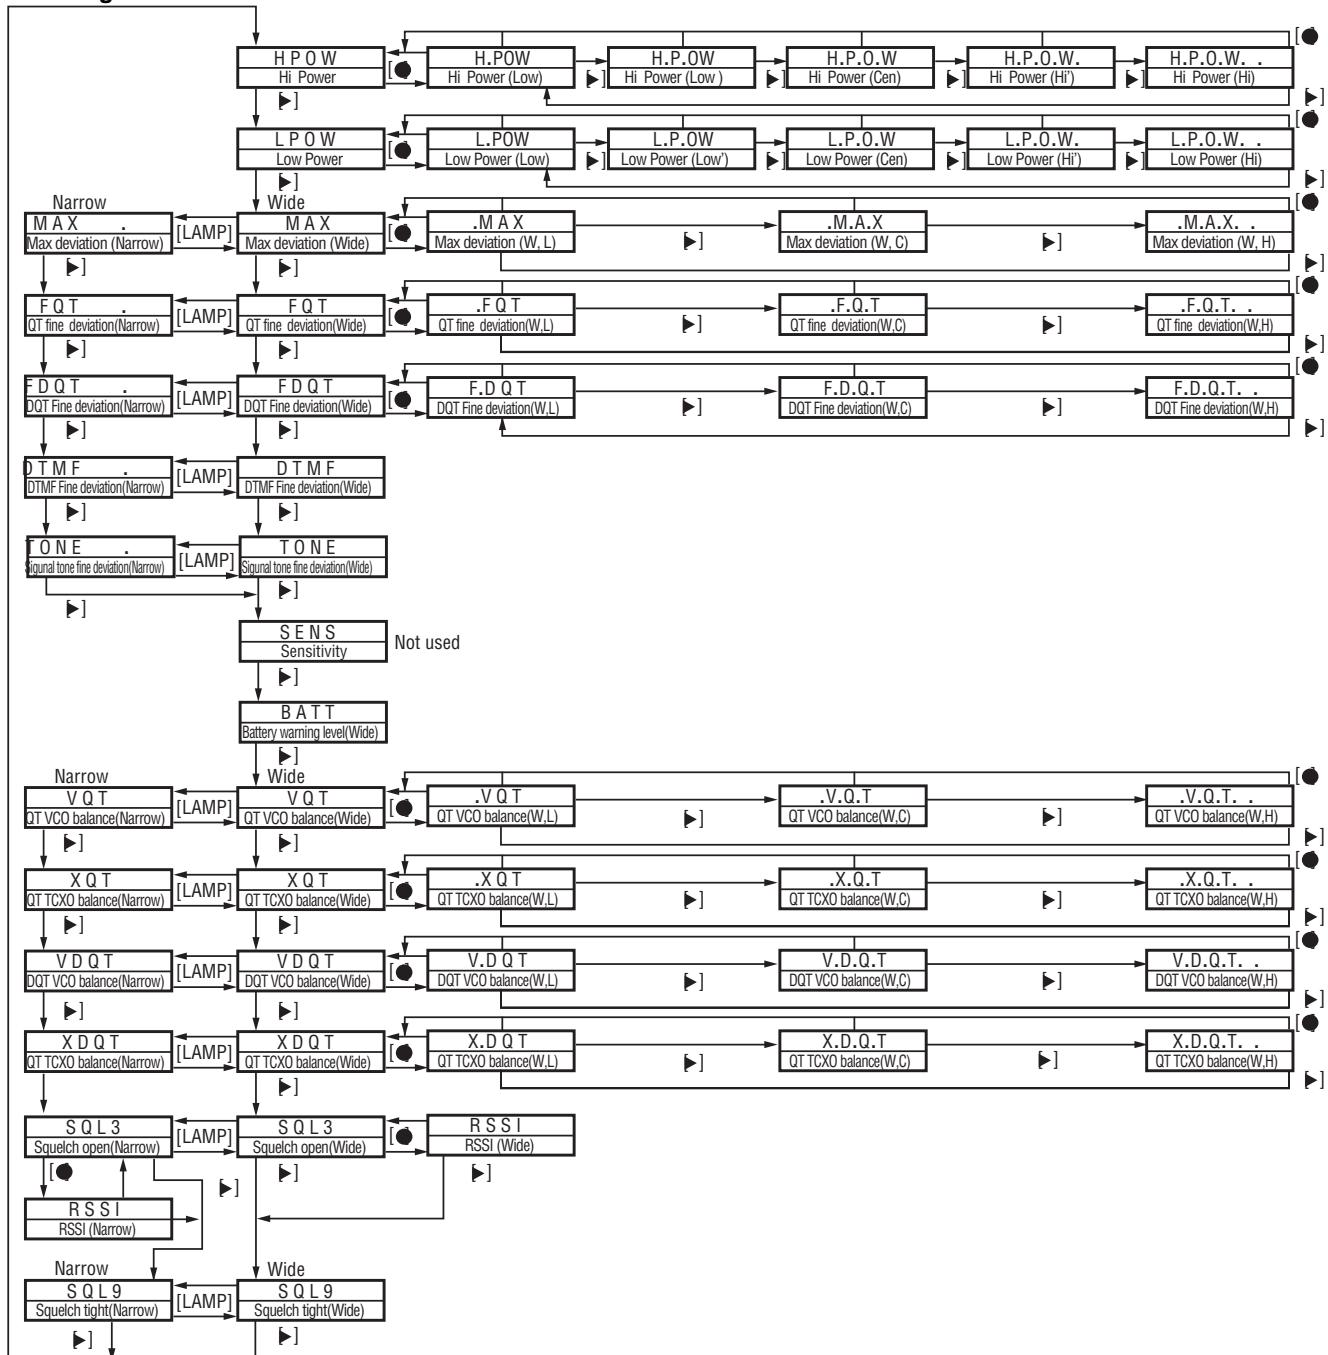 [●]
H P O W H.POW H.P.OW H.P.O.W H.P.O.W. H.P.O.W. .
Hi Power [●] Hi Power (Low) [▶] Hi Power (Low ) [▶] Hi Power (Cen) [▶] Hi Power (Hi') [▶] Hi Power (Hi)
[▶] [▶]
[●]
L P O W L.POW L.P.OW L.P.O.W L.P.O.W. L.P.O.W. .
Low Power [●] Low Power (Low) [▶] Low Power (Low') [▶] Low Power (Cen) [▶] Low Power (Hi') [▶] Low Power (Hi)
[▶] [▶]
Narrow Wide [●]
M A X . [LAMP] M A X [●] .M A X [▶] .M.A.X [▶] .M.A.X. .
Max deviation (Narrow) Max deviation (Wide) Max deviation (W, L) Max deviation (W, C) Max deviation (W, H)
[▶] [▶] [▶]
[●]
F Q T . [LAMP] F Q T [●] .F Q T [▶] .F.Q.T [▶] .F.Q.T. .
QT fine deviation(Narrow) QT fine deviation(Wide) QT fine deviation(W,L) QT fine deviation(W,C) QT fine deviation(W,H)
[▶] [▶] [▶]
[●]
F D Q T . [LAMP] F D Q T [●] F.D Q T [▶] F.D.Q.T [▶] F.D.Q.T. .
DQT Fine deviation(Narrow) DQT Fine deviation(Wide) DQT Fine deviation(W,L) DQT Fine deviation(W,C) DQT Fine deviation(W,H)
[▶] [▶] [▶]
D T M F . [LAMP] D T M F
DTMF Fine deviation(Narrow) DTMF Fine deviation(Wide)
[▶] [▶]
T O N E . [LAMP] T O N E
Sigunal tone fine deviation(Narrow) Sigunal tone fine deviation(Wide)
[▶] [▶]
S E N S Not used
Sensitivity
[▶]
B A T T
Battery warning level(Wide)
[▶]
Narrow Wide [●]
V Q T [LAMP] V Q T [●] .V Q T [▶] .V.Q.T [▶] .V.Q.T. .
QT VCO balance(Narrow) QT VCO balance(Wide) QT VCO balance(W,L) QT VCO balance(W,C) QT VCO balance(W,H)
[▶] [▶] [▶]
[●]
X Q T [LAMP] X Q T [●] .X Q T [▶] .X.Q.T [▶] .X.Q.T. .
QT TCXO balance(Narrow) QT TCXO balance(Wide) QT TCXO balance(W,L) QT TCXO balance(W,C) QT TCXO balance(W,H)
[▶] [▶] [▶]
[●]
V D Q T [LAMP] V D Q T [●] V.D Q T [▶] V.D.Q.T [▶] V.D.Q.T. .
DQT VCO balance(Narrow) DQT VCO balance(Wide) DQT VCO balance(W,L) DQT VCO balance(W,C) DQT VCO balance(W,H)
[▶] [▶] [▶]
[●]
X D Q T [LAMP] X D Q T [●] X.D Q T [▶] X.D.Q.T [▶] X.D.Q.T. .
QT TCXO balance(Narrow) QT TCXO balance(Wide) QT TCXO balance(W,L) QT TCXO balance(W,C) QT TCXO balance(W,H)
[▶] [▶]
S Q L 3 [LAMP] S Q L 3 [●] R S S I
Squelch open(Narrow) Squelch open(Wide) RSSI (Wide)
[●] [▶] [▶] [▶]
R S S I
RSSI (Narrow)
Narrow Wide
S Q L 9 [LAMP] S Q L 9
Squelch tight(Narrow) Squelch tight(Wide)
[▶] [▶]